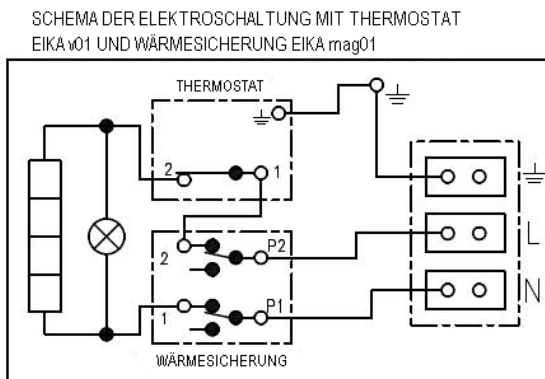 SCHEMA DER ELEKTROSCHALTUNG MIT THERMOSTAT
EIKA v01 UND WÄRMESICHERUNG EIKA mag01
THERMOSTAT
2 1
2 P2 L
1 P1 N
WÄRMESICHERUNG